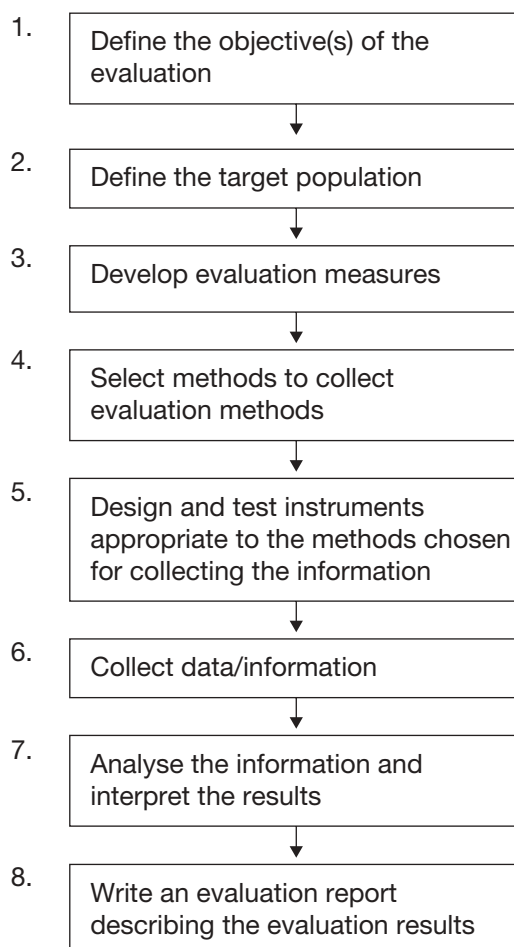 1.
Define the objective(s) of the
evaluation
2.
Define the target population
3.
Develop evaluation measures
4.
Select methods to collect
evaluation methods
5.
Design and test instruments
appropriate to the methods chosen
for collecting the information
6.
Collect data/information
7.
Analyse the information and
interpret the results
8.
Write an evaluation report
describing the evaluation results